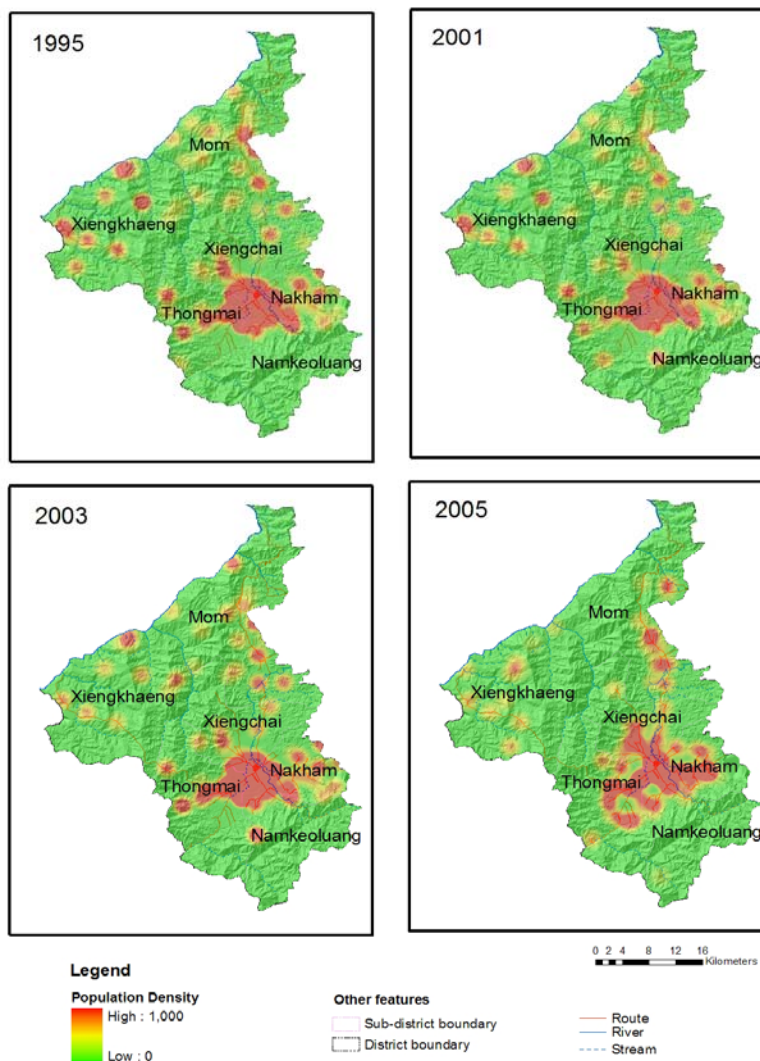 1995
Mom
Xiengkhaeng
Xiengchai
Nakham
Thongmai
Namkeoluang
2001
Mom
Xiengkhaeng
Xiengchai
Nakham
Thongmai
Namkeoluang
2003
Mom
Xiengkhaeng
Xiengchai
Nakham
Thongmai
Namkeoluang
2005
Mom
Xiengkhaeng
Xiengchai
Nakham
Thongmai
Namkeoluang
0 2 4 8 12 16
Kilometers
Legend
Population Density
High : 1,000
Low : 0
Other features
Sub-district boundary
District boundary
Route
River
Stream